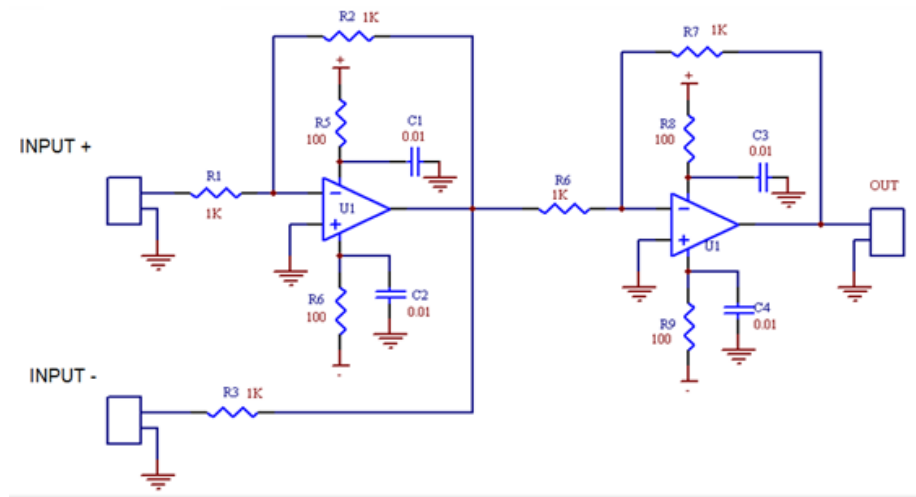 R2 1K
R7 1K
+
+
R5
100
C1
0.01
R8
100
C3
0.01
INPUT +
R1
1K
−
+
U1
R6
1K
−
+
U1
OUT
R6
100
C2
0.01
R9
100
C4
0.01
-
-
INPUT -
R3 1K